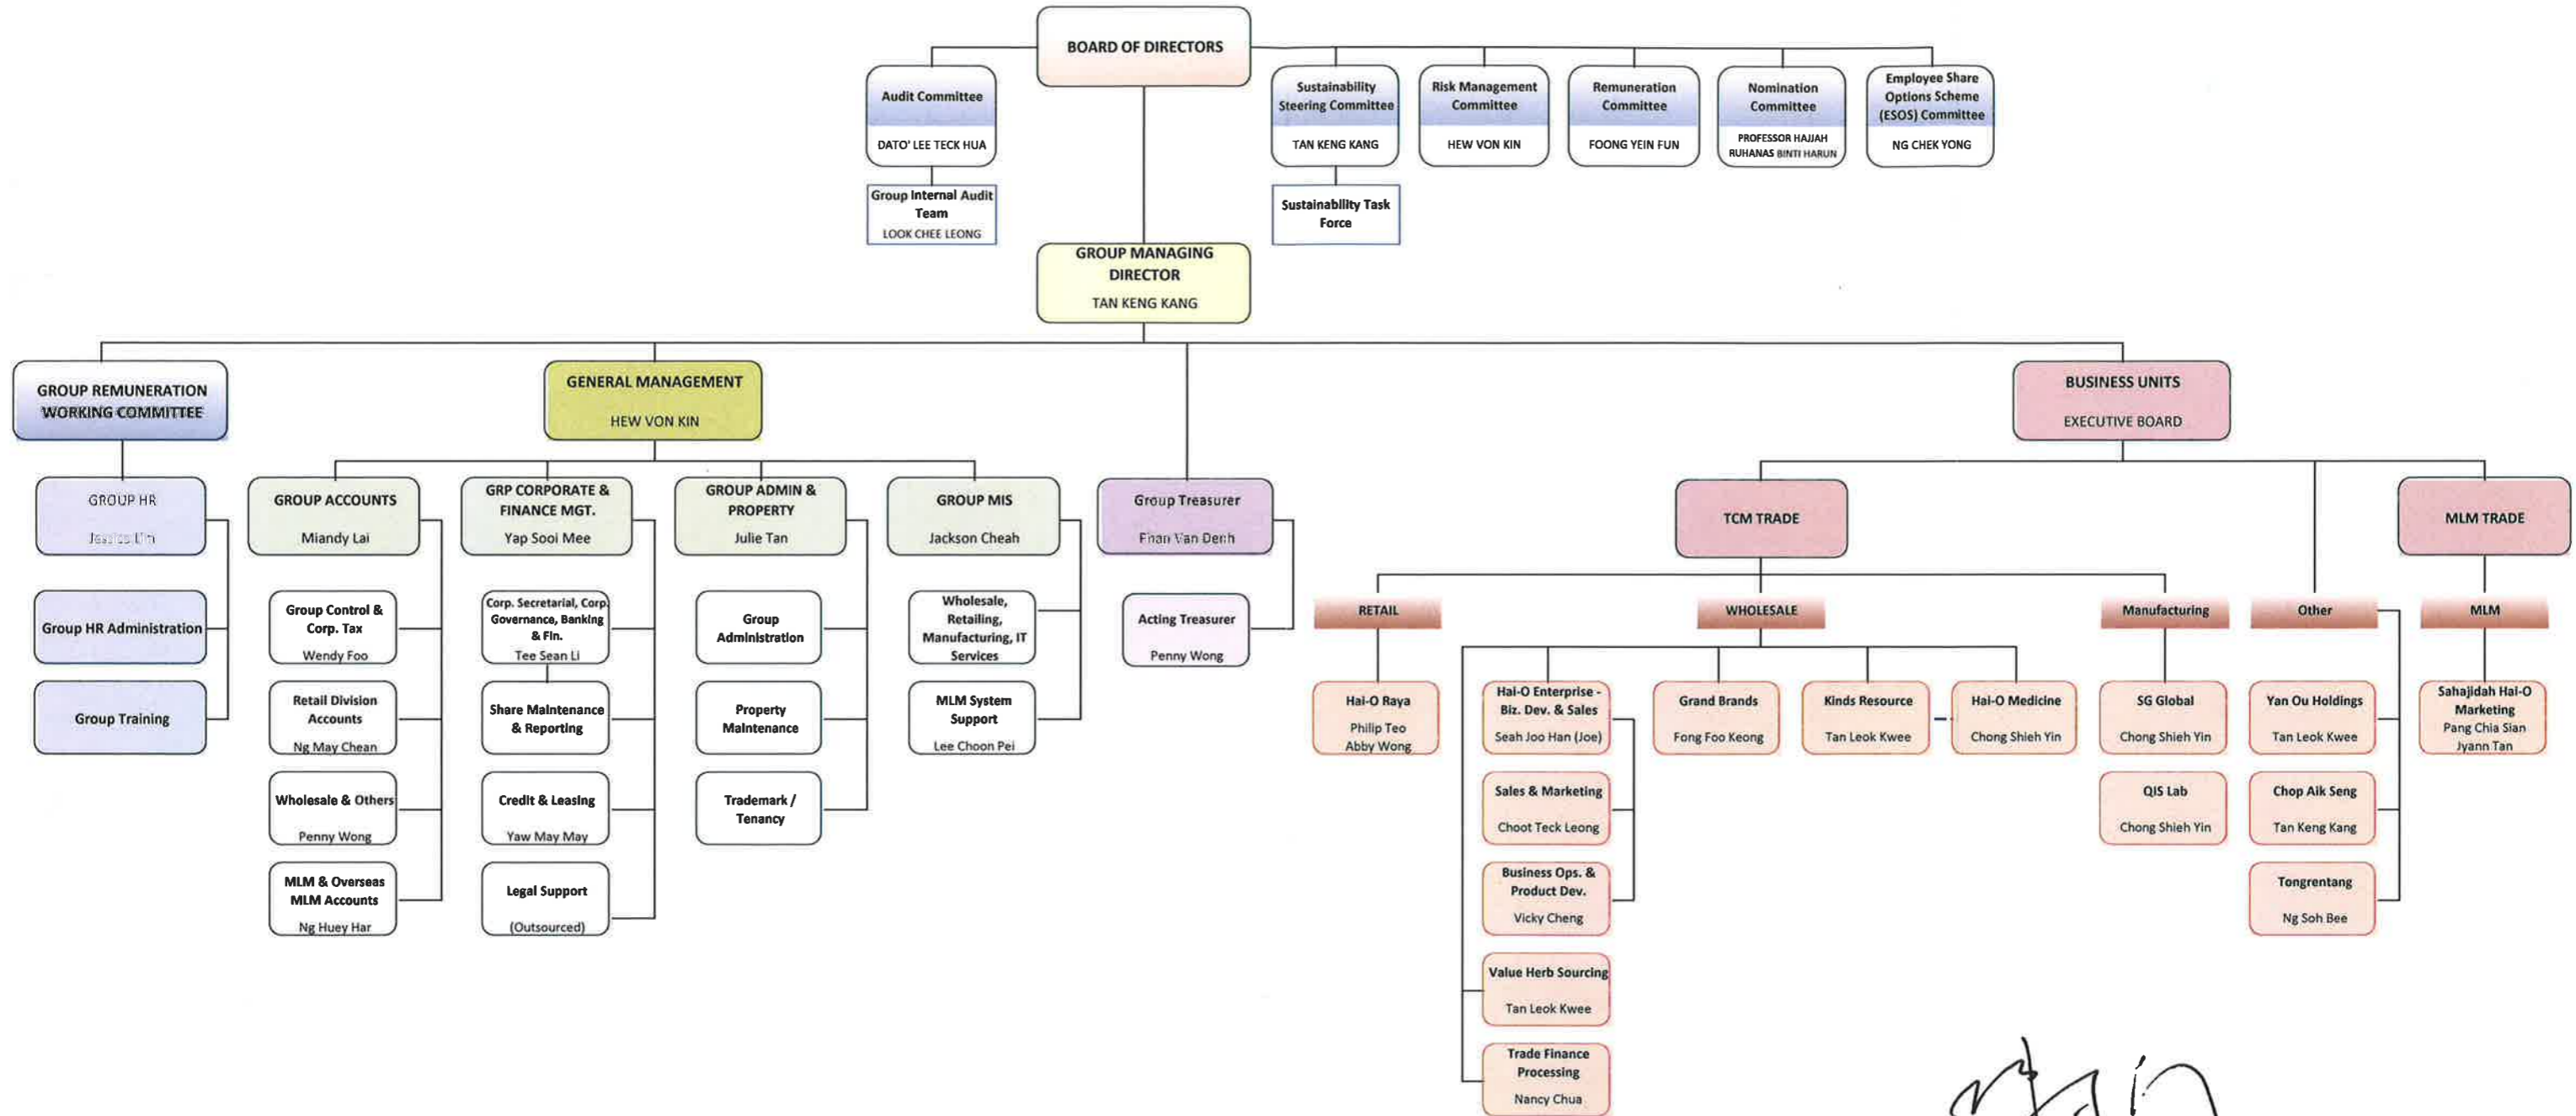 BOARD OF DIRECTORS
Audit Committee
DATO' LEE TECK HUA
Group Internal Audit
Team
LOOK CHEE LEONG
Sustainability
Steering Committee
TAN KENG KANG
Sustainability Task
Force
Risk Management
Committee
HEW VON KIN
Remuneration
Committee
FOONG YEIN FUN
Nomination
Committee
PROFESSOR HAJJAH
RUHANAS BINTI HARUN
Employee Share
Options Scheme
(ESOS) Committee
NG CHEK YONG
GROUP MANAGING
DIRECTOR
TAN KENG KANG
GROUP REMUNERATION
WORKING COMMITTEE
GROUP HR
Group HR Administration
Group Training
GENERAL MANAGEMENT
HEW VON KIN
GROUP ACCOUNTS
Miandy Lai
Group Control &
Corp. Tax
Wendy Foo
Retail Division
Accounts
Ng May Chean
Wholesale & Others
Penny Wong
MLM & Overseas
MLM Accounts
Ng Huey Har
GRP CORPORATE &
FINANCE MGT.
Yap Sooi Mee
Corp. Secretarial, Corp.
Governance, Banking
& Fin.
Tee Sean Li
Share Maintenance
& Reporting
Credit & Leasing
Yaw May May
Legal Support
(Outsourced)
GROUP ADMIN &
PROPERTY
Julie Tan
Group
Administration
Property
Maintenance
Trademark /
Tenancy
GROUP MIS
Jackson Cheah
Wholesale,
Retailing,
Manufacturing, IT
Services
MLM System
Support
Lee Choon Pei
Group Treasurer
Acting Treasurer
Penny Wong
BUSINESS UNITS
EXECUTIVE BOARD
TCM TRADE
RETAIL
Hai-O Raya
Philip Teo
Abby Wong
WHOLESALE
Hai-O Enterprise -
Biz. Dev. & Sales
Seah Joo Han (Joe)
Sales & Marketing
Choot Teck Leong
Business Ops. &
Product Dev.
Vicky Cheng
Value Herb Sourcing
Tan Leok Kwee
Trade Finance
Processing
Nancy Chua
Grand Brands
Fong Foo Keong
Kinds Resource
Tan Leok Kwee
Hai-O Medicine
Chong Shieh Yin
Manufacturing
SG Global
Chong Shieh Yin
QIS Lab
Chong Shieh Yin
Other
Yan Ou Holdings
Tan Leok Kwee
Chop Aik Seng
Tan Keng Kang
Tongrentang
Ng Soh Bee
MLM TRADE
MLM
Sahajidah Hai-O
Marketing
Pang Chia Sian
Jyann Tan